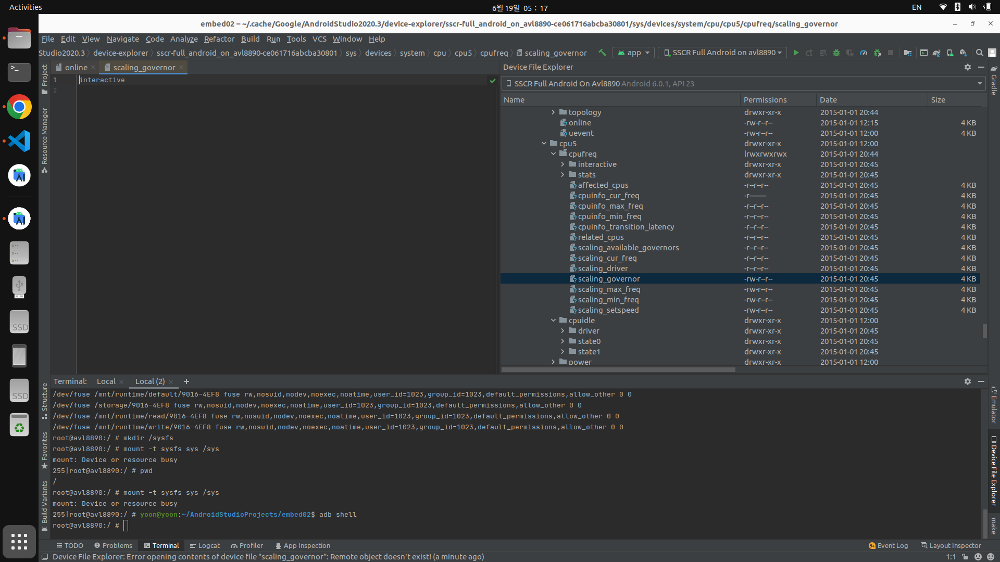 Activities
6월 19일 05 : 17
EN
embed02 – ~/.cache/Google/AndroidStudio2020.3/device-explorer/sscr-full_android_on_avl8890-ce061716abcba30801/sys/devices/system/cpu/cpu5/cpufreq/scaling_governor
File Edit View Navigate Code Analyze Refactor Build Run Tools VCS Window Help
Studio2020.3 device-explorer sscr-full_android_on_avl8890-ce061716abcba30801 sys devices system cpu cpu5 cpufreq scaling_governor app SSCR Full Android on avl8890
online scaling_governor
1 interactive
2
Project
Resource Manager
Structure
Favorites
Build Variants
Device File Explorer
SSCR Full Android On Avl8890 Android 6.0.1, API 23
Name Permissions Date Size
topology drwxr-xr-x 2015-01-01 20:44
online -rw-r--r-- 2015-01-01 12:15 4 KB
uevent -rw-r--r-- 2015-01-01 12:00 4 KB
cpu5 drwxr-xr-x 2015-01-01 12:00
cpufreq lrwxrwxrwx 2015-01-01 20:44
interactive drwxr-xr-x 2015-01-01 20:45
stats drwxr-xr-x 2015-01-01 20:45
affected_cpus -r--r--r-- 2015-01-01 20:45 4 KB
cpuinfo_cur_freq -r-------- 2015-01-01 20:45 4 KB
cpuinfo_max_freq -r--r--r-- 2015-01-01 20:45 4 KB
cpuinfo_min_freq -r--r--r-- 2015-01-01 20:45 4 KB
cpuinfo_transition_latency -r--r--r-- 2015-01-01 20:45 4 KB
related_cpus -r--r--r-- 2015-01-01 20:45 4 KB
scaling_available_governors -r--r--r-- 2015-01-01 20:45 4 KB
scaling_cur_freq -r--r--r-- 2015-01-01 20:45 4 KB
scaling_driver -r--r--r-- 2015-01-01 20:45 4 KB
scaling_governor -rw-r--r-- 2015-01-01 20:45 4 KB
scaling_max_freq -rw-r--r-- 2015-01-01 20:45 4 KB
scaling_min_freq -rw-r--r-- 2015-01-01 20:45 4 KB
scaling_setspeed -rw-r--r-- 2015-01-01 20:45 4 KB
cpuidle drwxr-xr-x 2015-01-01 12:00
driver drwxr-xr-x 2015-01-01 20:45
state0 drwxr-xr-x 2015-01-01 20:45
state1 drwxr-xr-x 2015-01-01 20:45
power drwxr-xr-x 2015-01-01 12:00
Gradle
Emulator
Device File Explorer
make
SSD
SSD
Terminal: Local Local (2) +
/dev/fuse /mnt/runtime/default/9016-4EF8 fuse rw,nosuid,nodev,noexec,noatime,user_id=1023,group_id=1023,default_permissions,allow_other 0 0
/dev/fuse /storage/9016-4EF8 fuse rw,nosuid,nodev,noexec,noatime,user_id=1023,group_id=1023,default_permissions,allow_other 0 0
/dev/fuse /mnt/runtime/read/9016-4EF8 fuse rw,nosuid,nodev,noexec,noatime,user_id=1023,group_id=1023,default_permissions,allow_other 0 0
/dev/fuse /mnt/runtime/write/9016-4EF8 fuse rw,nosuid,nodev,noexec,noatime,user_id=1023,group_id=1023,default_permissions,allow_other 0 0
root@avl8890:/ # mkdir /sysfs
root@avl8890:/ # mount -t sysfs sys /sys
mount: Device or resource busy
255|root@avl8890:/ # pwd
/
root@avl8890:/ # mount -t sysfs sys /sys
mount: Device or resource busy
255|root@avl8890:/ # yoon@yoon:~/AndroidStudioProjects/embed02$ adb shell
root@avl8890:/ #
TODO Problems Terminal Logcat Profiler App Inspection 9+ Event Log Layout Inspector
Device File Explorer: Error opening contents of device file "scaling_governor": Remote object doesn't exist! (a minute ago) 1:1